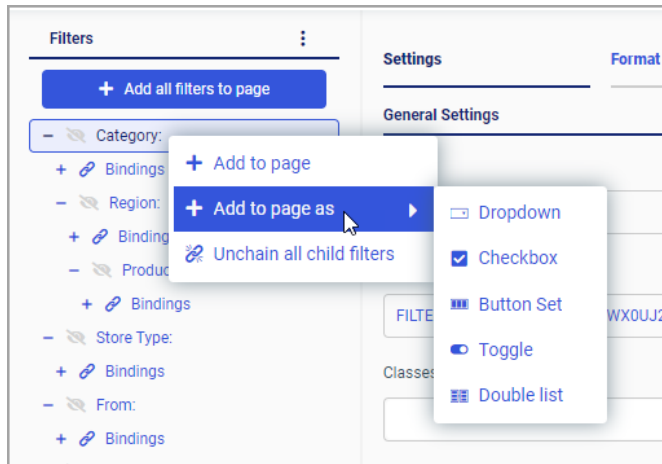 Filters
Add all filters to page
Category:
Bindings
Region:
Binding
Produc
Bindings
Store Type:
Bindings
From:
Bindings
Add to page
Add to page as
Unchain all child filters
Dropdown
Checkbox
Button Set
Toggle
Double list
Settings
Format
General Settings
FILTE
WX0UJ2
Classes